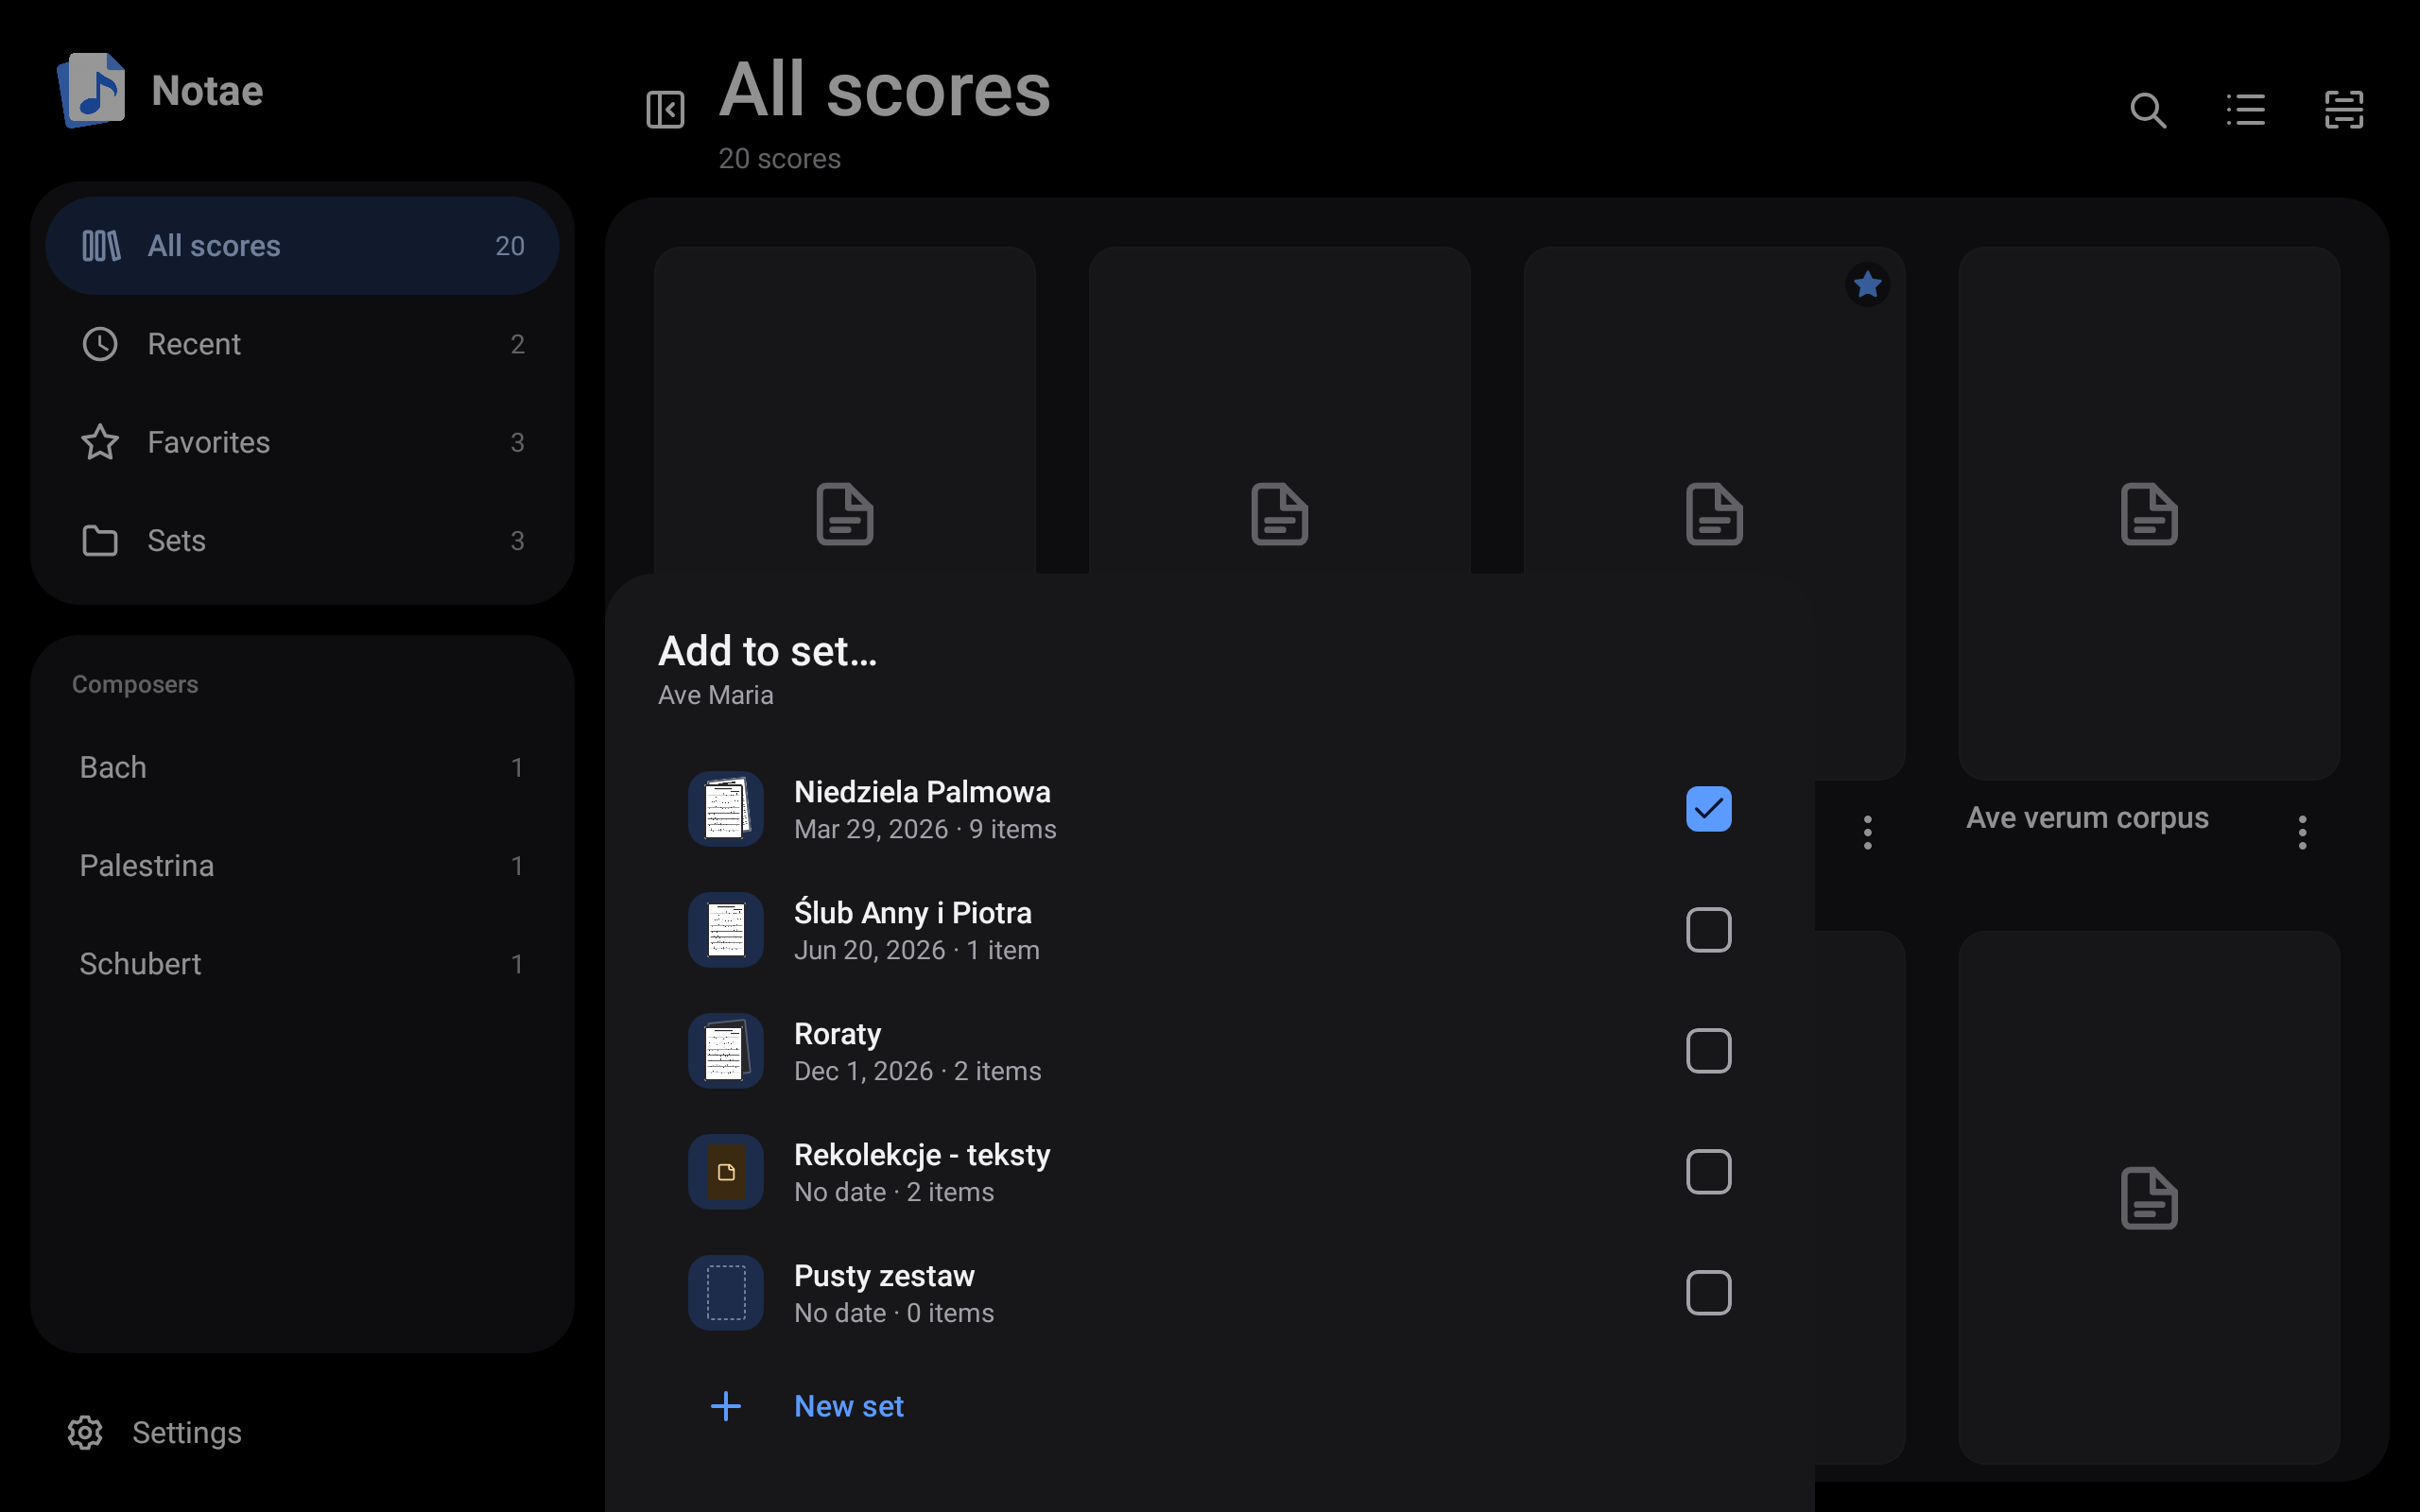 Notae
All scores
20 scores
All scores 20
Recent 2
Favorites 3
Sets 3
Composers
Bach 1
Palestrina 1
Schubert 1
Settings
Add to set...
Ave Maria
Niedziela Palmowa
Mar 29, 2026 · 9 items
Ślub Anny i Piotra
Jun 20, 2026 · 1 item
Roraty
Dec 1, 2026 · 2 items
Rekolekcje - teksty
No date · 2 items
Pusty zestaw
No date · 0 items
New set
Ave verum corpus